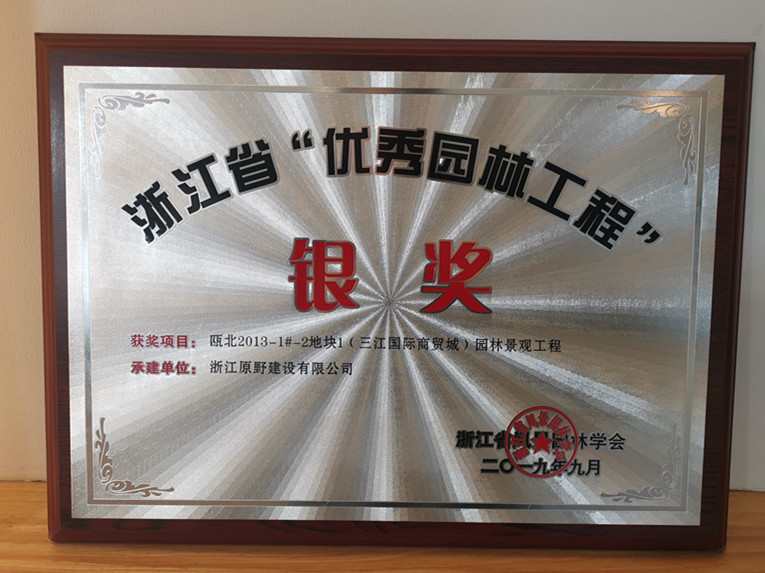 浙江省“优秀园林工程”
银奖
获奖项目：瓯北2013-1#-2地块1（三江国际商贸城）园林景观工程
承建单位：浙江原野建设有限公司
浙江省风景园林学会
二〇一九年九月